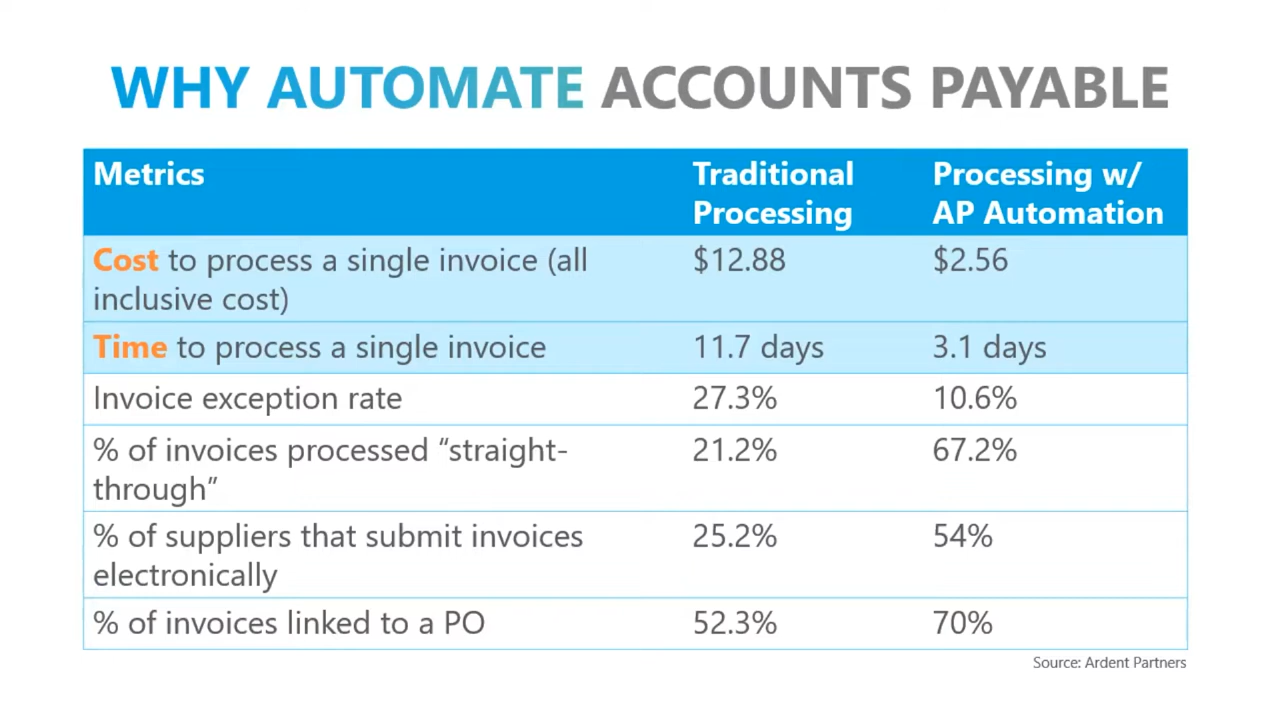 WHY AUTOMATE ACCOUNTS PAYABLE
Metrics
Traditional
Processing
Processing w/
AP Automation
Cost to process a single invoice (all
inclusive cost)
$12.88
$2.56
Time to process a single invoice
11.7 days
3.1 days
Invoice exception rate
27.3%
10.6%
% of invoices processed “straight-
through”
21.2%
67.2%
% of suppliers that submit invoices
electronically
25.2%
54%
% of invoices linked to a PO
52.3%
70%
Source: Ardent Partners